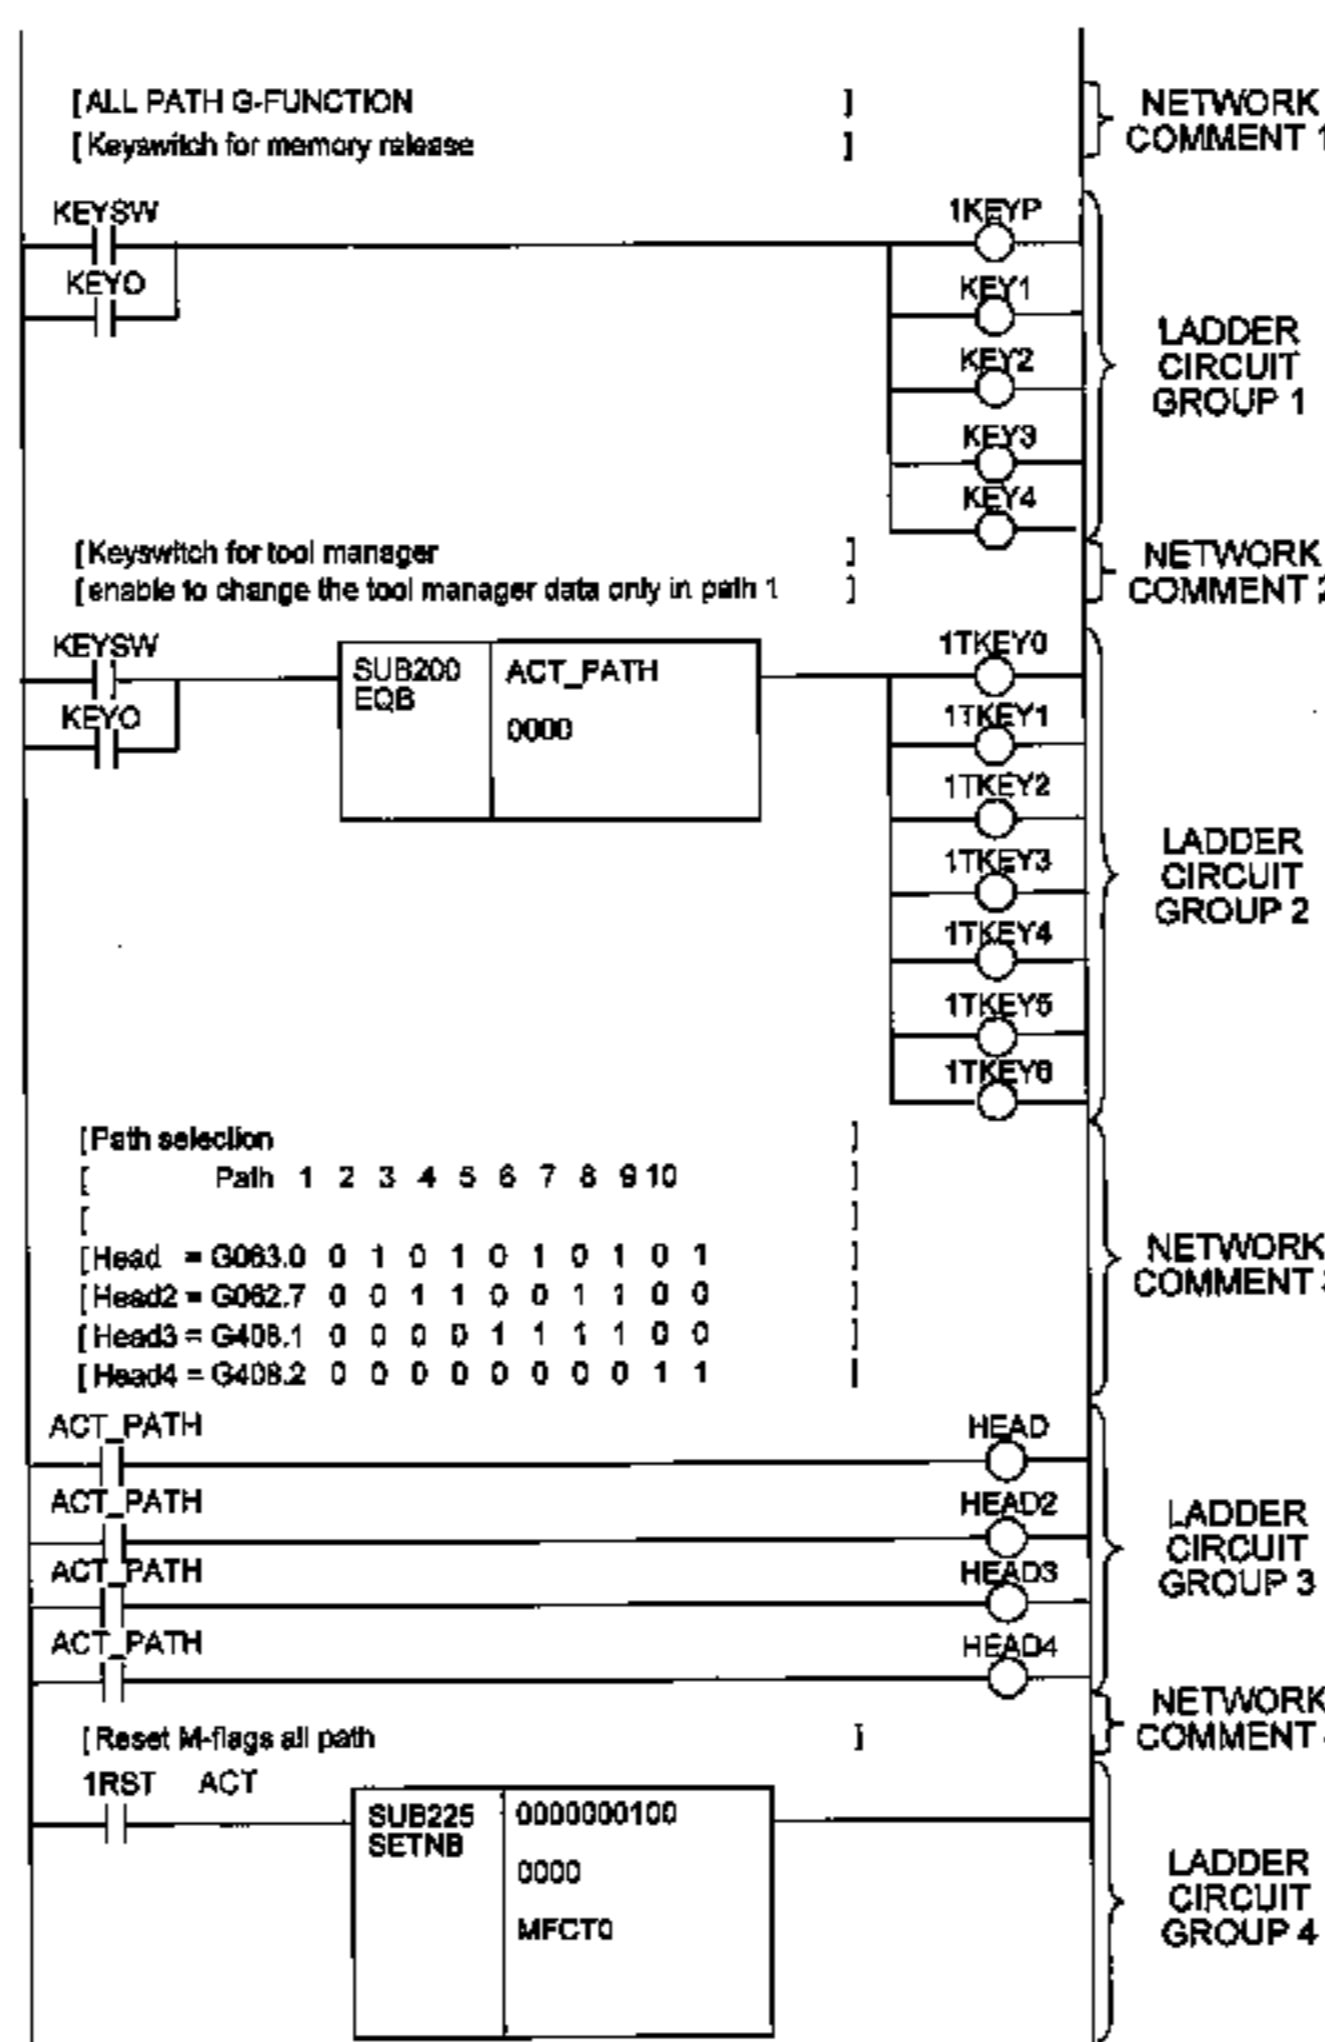 [ALL PATH G-FUNCTION ]
[Keyswitch for memory release ]
NETWORK
COMMENT 1
KEYSW
1KEYP
KEYO
KEY1
KEY2
KEY3
KEY4
LADDER
CIRCUIT
GROUP 1
[Keyswitch for tool manager ]
[enable to change the tool manager data only in path 1 ]
NETWORK
COMMENT 2
KEYSW
KEYO
SUB200
EQB
ACT_PATH
0000
1TKEY0
1TKEY1
1TKEY2
1TKEY3
1TKEY4
1TKEY5
1TKEY6
LADDER
CIRCUIT
GROUP 2
[Path selection ]
[ Path 1 2 3 4 5 6 7 8 9 10 ]
[ ]
[Head = G063.0 0 1 0 1 0 1 0 1 0 1 ]
[Head2 = G062.7 0 0 1 1 0 0 1 1 0 0 ]
[Head3 = G408.1 0 0 0 0 1 1 1 1 0 0 ]
[Head4 = G408.2 0 0 0 0 0 0 0 0 1 1 ]
NETWORK
COMMENT 3
ACT_PATH
HEAD
ACT_PATH
HEAD2
ACT_PATH
HEAD3
ACT_PATH
HEAD4
LADDER
CIRCUIT
GROUP 3
[Reset M-flags all path ]
NETWORK
COMMENT
1RST ACT
SUB225
SETNB
0000000100
0000
MFCT0
LADDER
CIRCUIT
GROUP 4